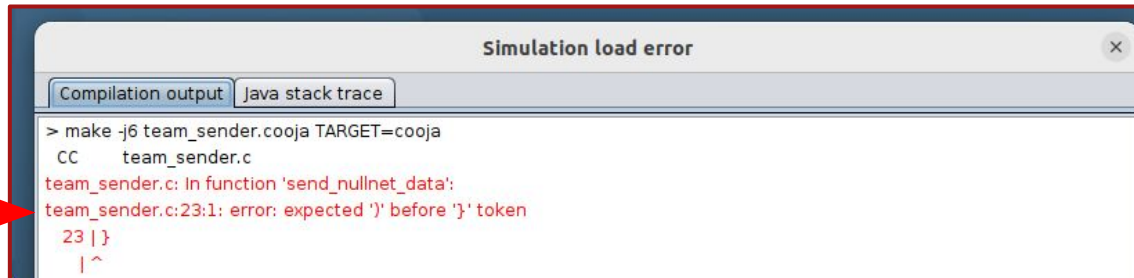 Simulation load error
×
Compilation output Java stack trace
> make -j6 team_sender.cooja TARGET=cooja
CC team_sender.c
team_sender.c: In function 'send_nullnet_data':
team_sender.c:23:1: error: expected ')' before '}' token
23 | }
| ^